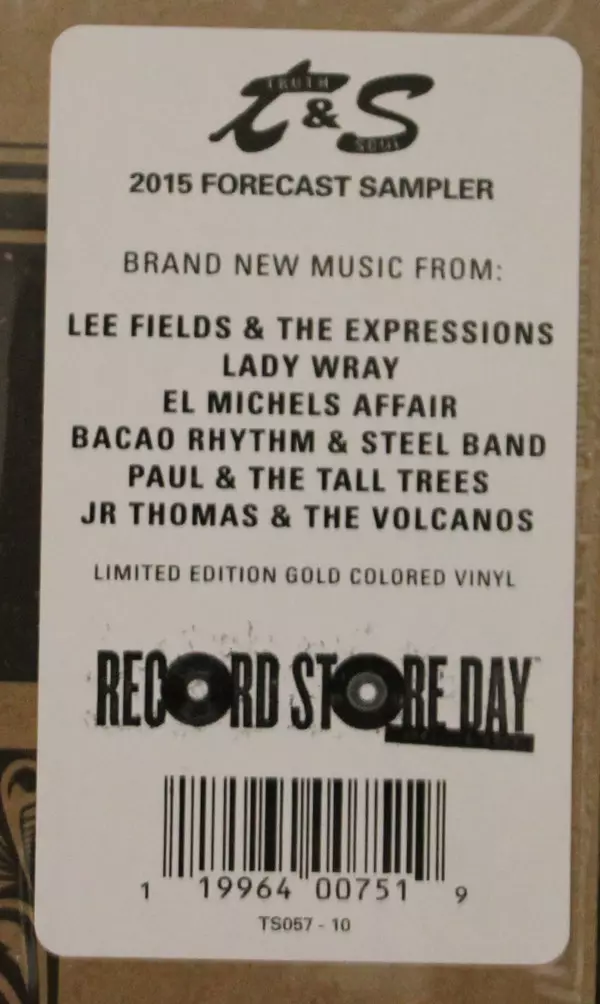 TRUTH
t&S
SOUL
2015 FORECAST SAMPLER
BRAND NEW MUSIC FROM:
LEE FIELDS & THE EXPRESSIONS
LADY WRAY
EL MICHELS AFFAIR
BACAO RHYTHM & STEEL BAND
PAUL & THE TALL TREES
JR THOMAS & THE VOLCANOS
LIMITED EDITION GOLD COLORED VINYL
RECORD STORE DAY
1 19964 00751 9
TS057 - 10